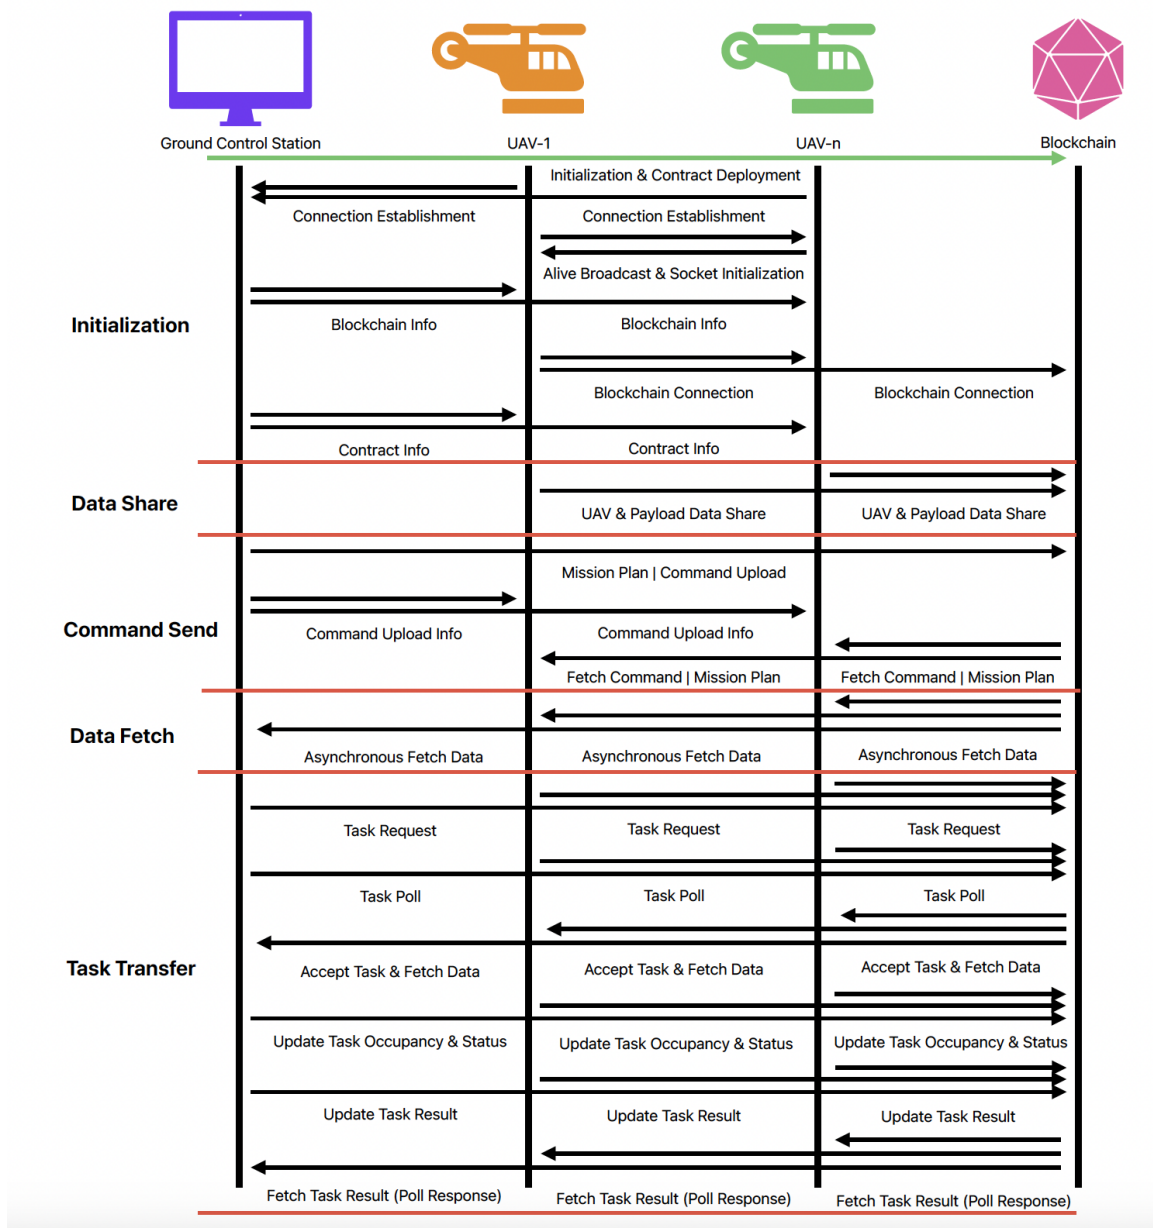 Ground Control Station
UAV-1
UAV-n
Blockchain
Initialization & Contract Deployment
Connection Establishment
Connection Establishment
Alive Broadcast & Socket Initialization
Initialization
Blockchain Info
Blockchain Info
Blockchain Connection
Blockchain Connection
Contract Info
Contract Info
Data Share
UAV & Payload Data Share
UAV & Payload Data Share
Mission Plan | Command Upload
Command Send
Command Upload Info
Command Upload Info
Fetch Command | Mission Plan
Fetch Command | Mission Plan
Data Fetch
Asynchronous Fetch Data
Asynchronous Fetch Data
Asynchronous Fetch Data
Task Request
Task Request
Task Request
Task Poll
Task Poll
Task Poll
Task Transfer
Accept Task & Fetch Data
Accept Task & Fetch Data
Accept Task & Fetch Data
Update Task Occupancy & Status
Update Task Occupancy & Status
Update Task Occupancy & Status
Update Task Result
Update Task Result
Update Task Result
Fetch Task Result (Poll Response)
Fetch Task Result (Poll Response)
Fetch Task Result (Poll Response)